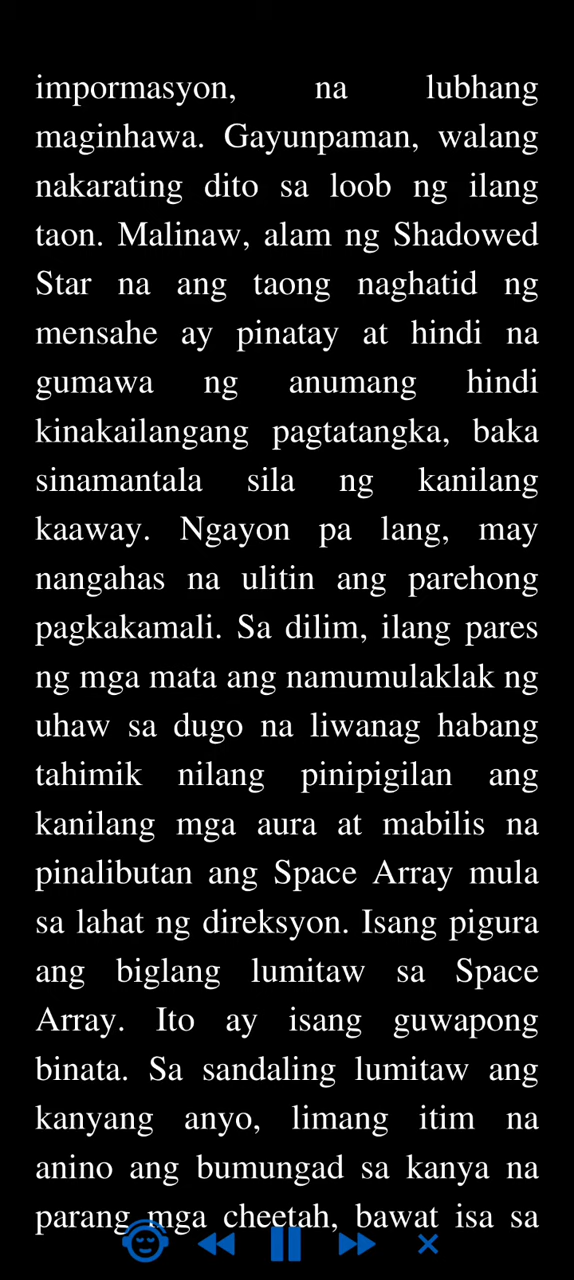 impormasyon, na lubhang
maginhawa. Gayunpaman, walang
nakarating dito sa loob ng ilang
taon. Malinaw, alam ng Shadowed
Star na ang taong naghatid ng
mensahe ay pinatay at hindi na
gumawa ng anumang hindi
kinakailangang pagtatangka, baka
sinamantala sila ng kanilang
kaaway. Ngayon pa lang, may
nangahas na ulitin ang parehong
pagkakamali. Sa dilim, ilang pares
ng mga mata ang namumulaklak ng
uhaw sa dugo na liwanag habang
tahimik nilang pinipigilan ang
kanilang mga aura at mabilis na
pinalibutan ang Space Array mula
sa lahat ng direksyon. Isang pigura
ang biglang lumitaw sa Space
Array. Ito ay isang guwapong
binata. Sa sandaling lumitaw ang
kanyang anyo, limang itim na
anino ang bumungad sa kanya na
parang mga cheetah, bawat isa sa